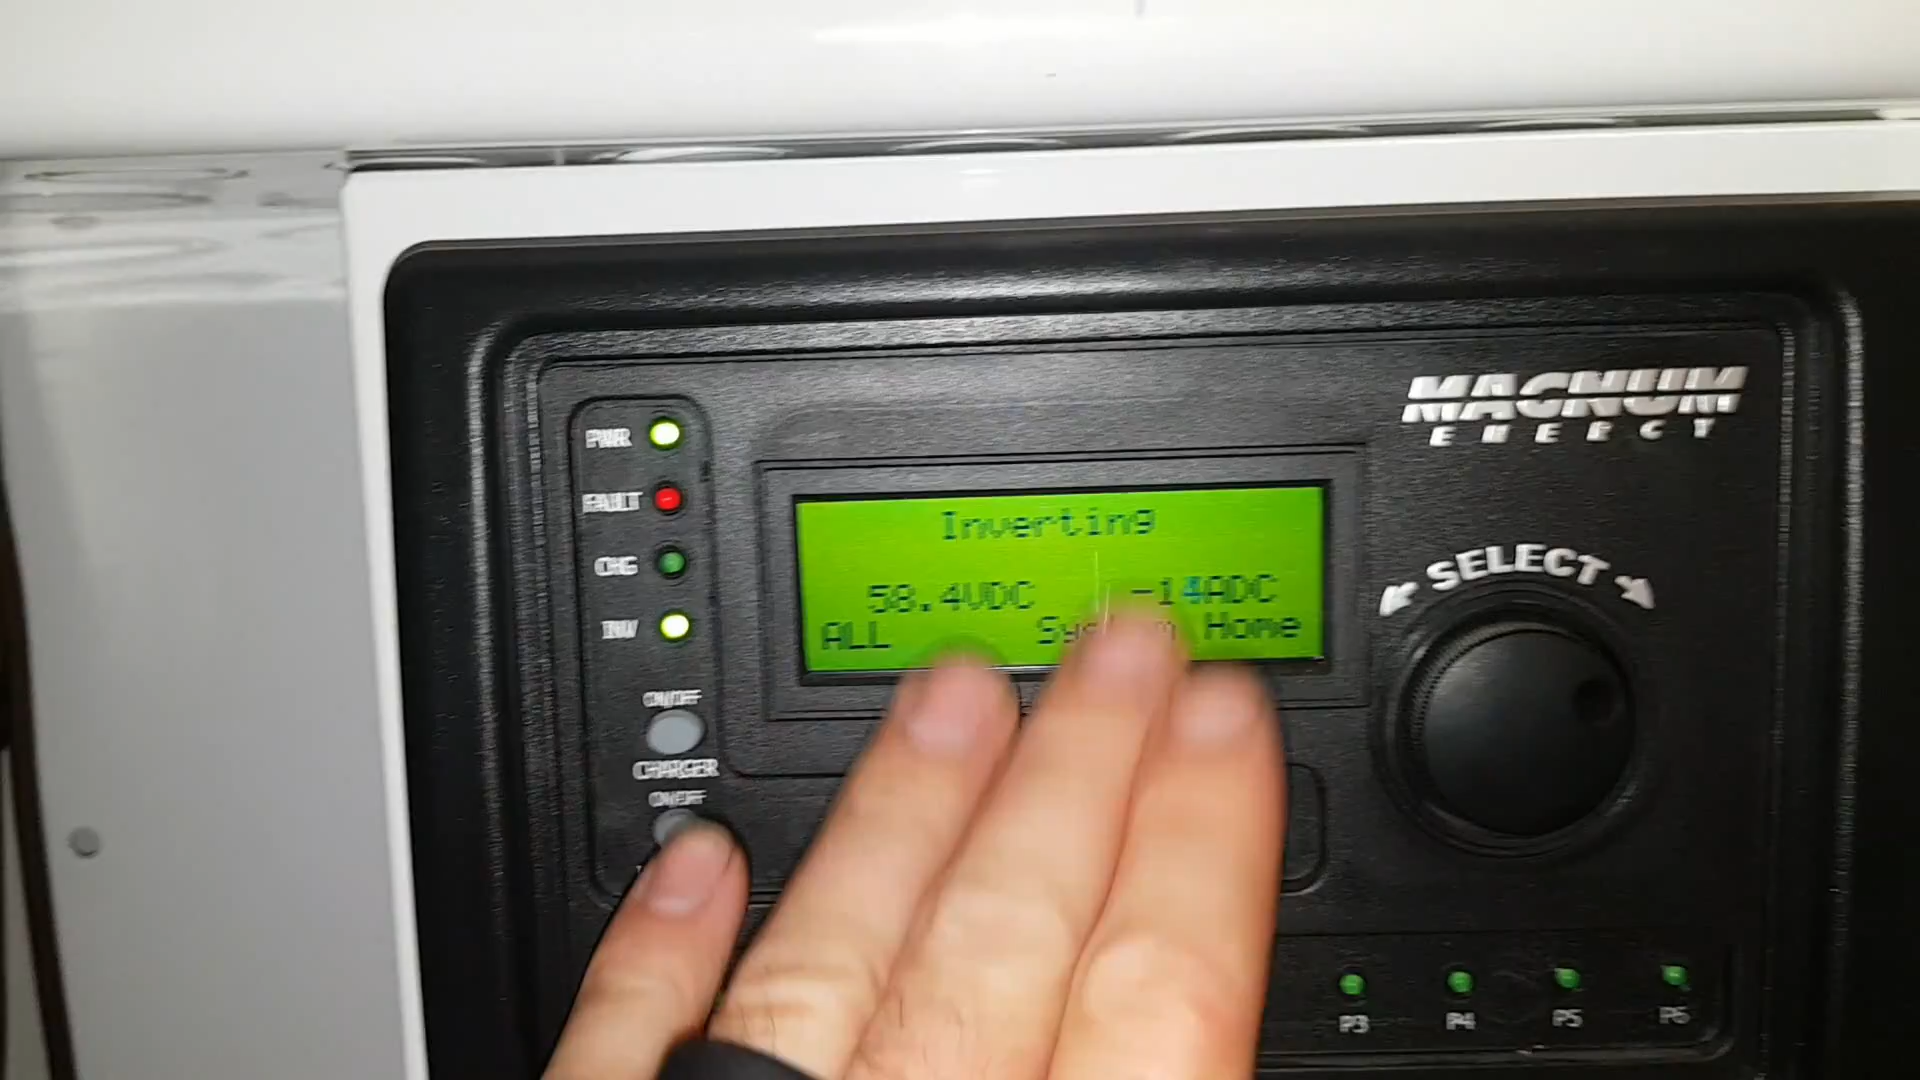 MAGNUM
ENERGY
PWR
FAULT
CHG
INV
Inverting
58.4VDC -14ADC
ALL System Home
SELECT
ON/OFF
CHARGER
ON/OFF
P3 P4 P5 P6